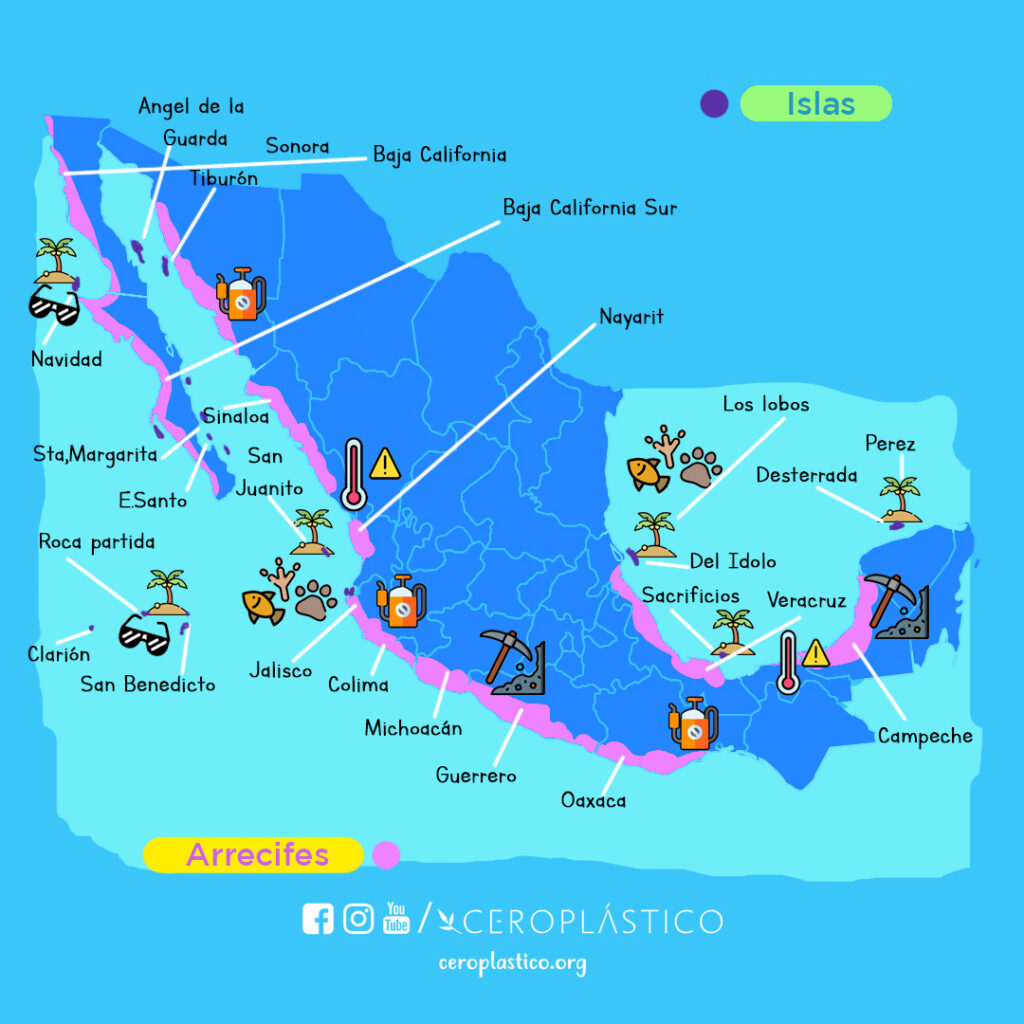 Islas
Angel de la
Guarda
Sonora
Baja California
Tiburón
Baja California Sur
Nayarit
Navidad
Los lobos
Sinaloa
Perez
Sta,Margarita
San
Juanito
Desterrada
E.Santo
Roca partida
Del Idolo
Sacrificios
Veracruz
Clarión
San Benedicto
Jalisco
Colima
Michoacán
Campeche
Guerrero
Oaxaca
Arrecifes
You
Tube
/CEROPLÁSTICO
ceroplastico.org